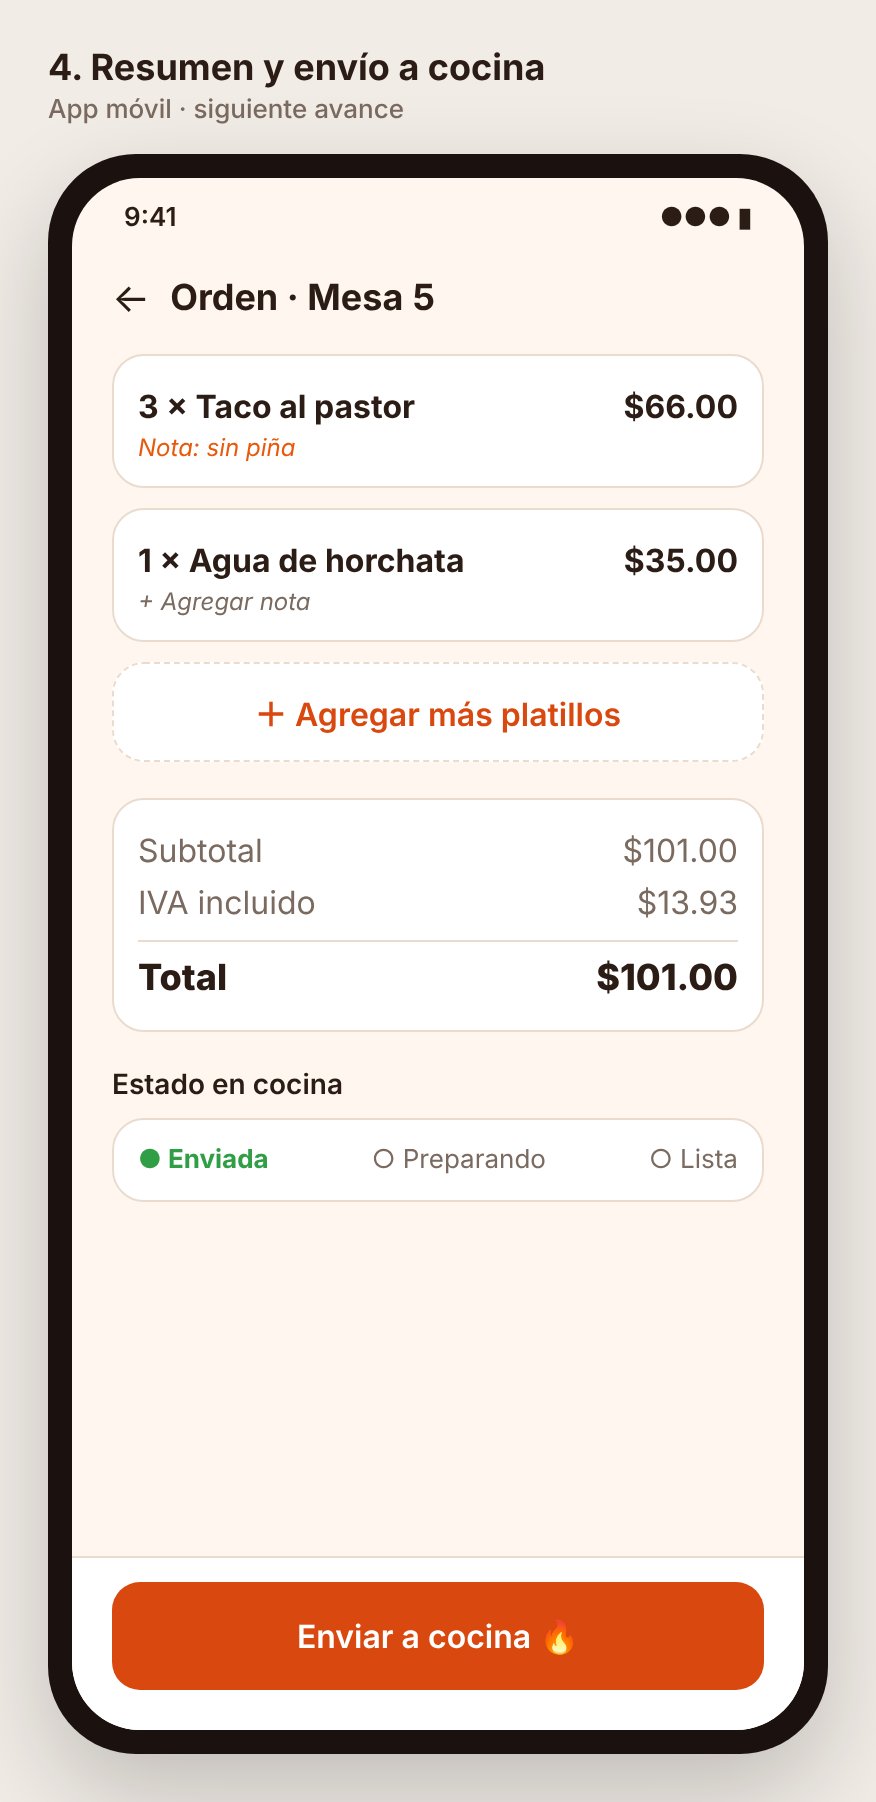 4. Resumen y envío a cocina
App móvil · siguiente avance
9:41
← Orden · Mesa 5
3 × Taco al pastor $66.00
Nota: sin piña
1 × Agua de horchata $35.00
+ Agregar nota
+ Agregar más platillos
Subtotal $101.00
IVA incluido $13.93
Total $101.00
Estado en cocina
● Enviada ○ Preparando ○ Lista
Enviar a cocina 🔥